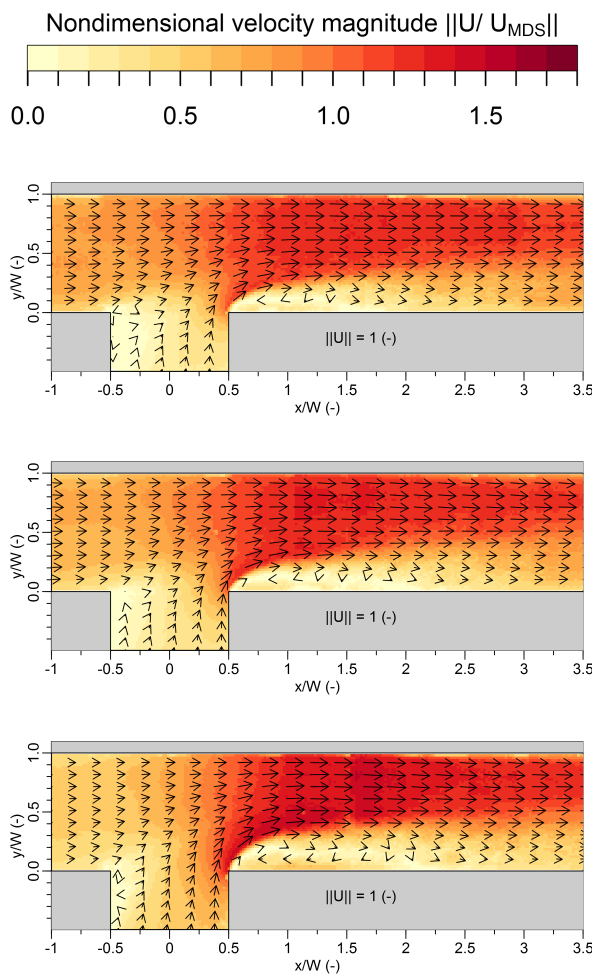 Nondimensional velocity magnitude ||U/ U_MDS||
0.0 0.5 1.0 1.5
y/W (-)
1.0
0.5
0.0
||U|| = 1 (-)
-1 -0.5 0 0.5 1 1.5 2 2.5 3 3.5
x/W (-)
y/W (-)
1.0
0.5
0.0
||U|| = 1 (-)
-1 -0.5 0 0.5 1 1.5 2 2.5 3 3.5
x/W (-)
y/W (-)
1.0
0.5
0.0
||U|| = 1 (-)
-1 -0.5 0 0.5 1 1.5 2 2.5 3 3.5
x/W (-)